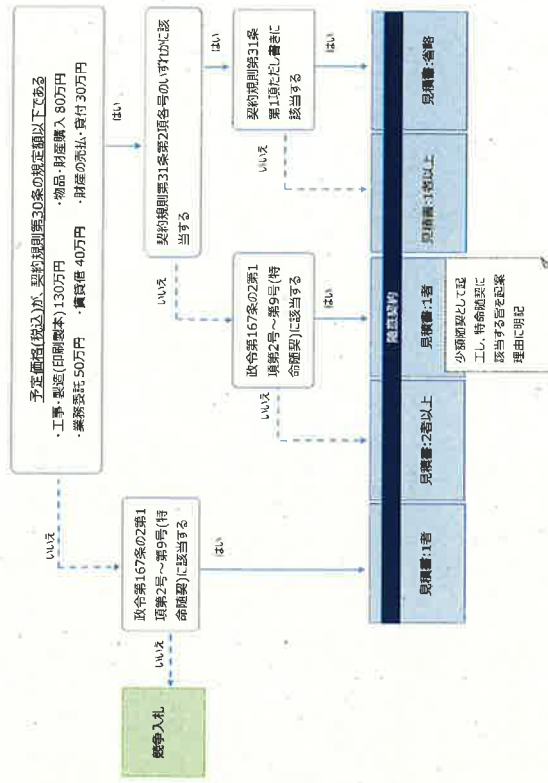 予定価格(税込)が、契約規則第30条の規定額以下である
・工事・製造(印刷製本) 130万円　・物品・財産購入 80万円
・業務委託 50万円　・賃貸借 40万円　・財産の売払・貸付 30万円
いいえ
はい
政令第167条の2第1
項第2号～第9号(特
命随契)に該当する
いいえ
はい
競争入札
契約規則第31条第2項各号のいずれかに該
当する
いいえ
はい
政令第167条の2第1
項第2号～第9号(特
命随契)に該当する
いいえ
はい
契約規則第31条
第1項ただし書きに
該当する
いいえ
はい
随意契約
見積書:1者
見積書:2者以上
見積書:1者
見積書:1者以上
見積書:省略
少額随契として起
工し、特命随契に
該当する旨を起案
理由に明記